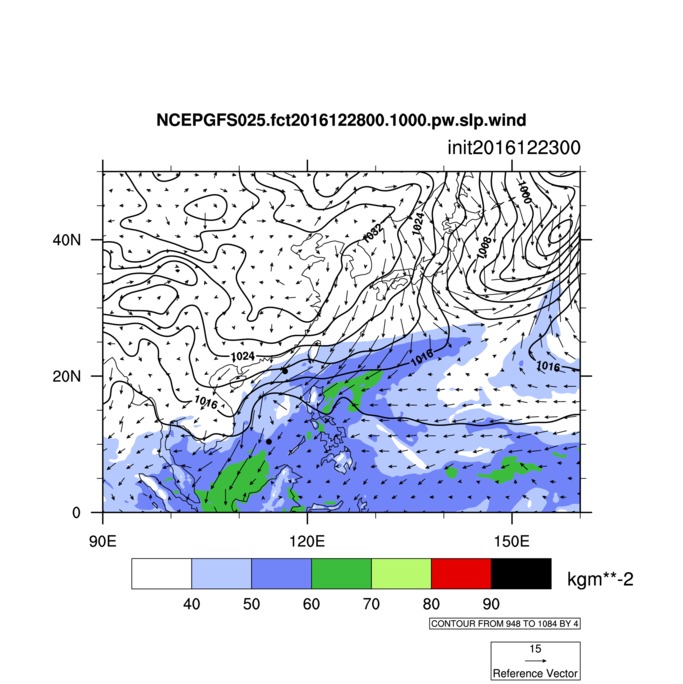 NCEPGFS025.fct2016122800.1000.pw.slp.wind
init2016122300
1000
1032
1024
1008
40N
1024
1016
1016
20N
1016
0
90E 120E 150E
kgm**-2
40 50 60 70 80 90
CONTOUR FROM 948 TO 1084 BY 4
15
Reference Vector